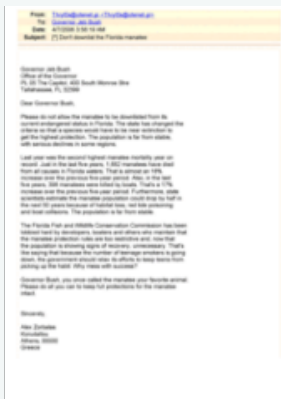 From:
To: Governor Jeb Bush
Date: 4/7/2006 3:56:10 AM
Subject: [*] Don't downlist the Florida manatee
Governor Jeb Bush
Office of the Governor
PL 05 The Capitol, 400 South Monroe Stre
Tallahassee, FL 32399
Dear Governor Bush,
Please do not allow the manatee to be downlisted from its
current endangered status in Florida. The state has changed the
criteria so that a species would have to be near extinction to
get the highest protection. The population is far from stable,
with serious declines in some regions.
Last year was the second highest manatee mortality year on
record. Just in the last five years, 1,652 manatees have died
from all causes in Florida waters. That is almost an 18%
increase over the previous five-year period. Also, in the last
five years, 396 manatees were killed by boats. That's a 17%
increase over the previous five-year period. Furthermore, state
scientists estimate the manatee population could drop by half in
the next 50 years because of habitat loss, red tide poisoning
and boat collisions. The population is far from stable.
The Florida Fish and Wildlife Conservation Commission has been
lobbied hard by developers, boaters and others who maintain that
the manatee protection rules are too restrictive and, now that
the population is showing signs of recovery, unnecessary. That's
like saying that because the number of teenage smokers is going
down, the government should relax its efforts to keep teens from
picking up the habit. Why mess with success?
Governor Bush, you once called the manatee your favorite animal.
Please do all you can to keep full protections for the manatee
intact.
Sincerely,
Alex
Athens, 00000
Greece